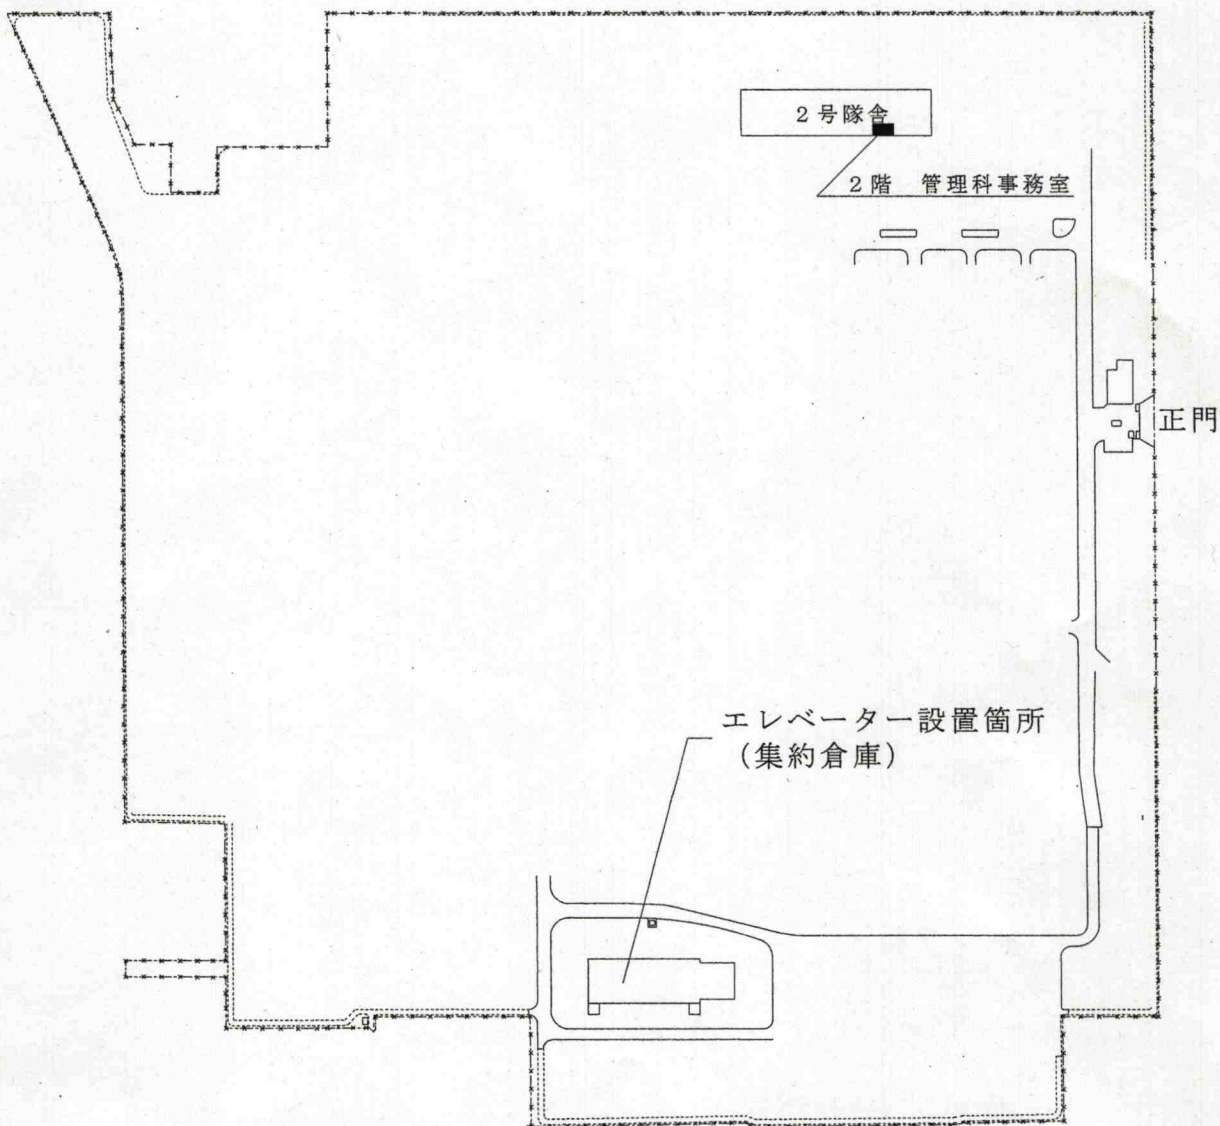 2号隊舎
2階 管理科事務室
正門
エレベーター設置箇所
(集約倉庫)